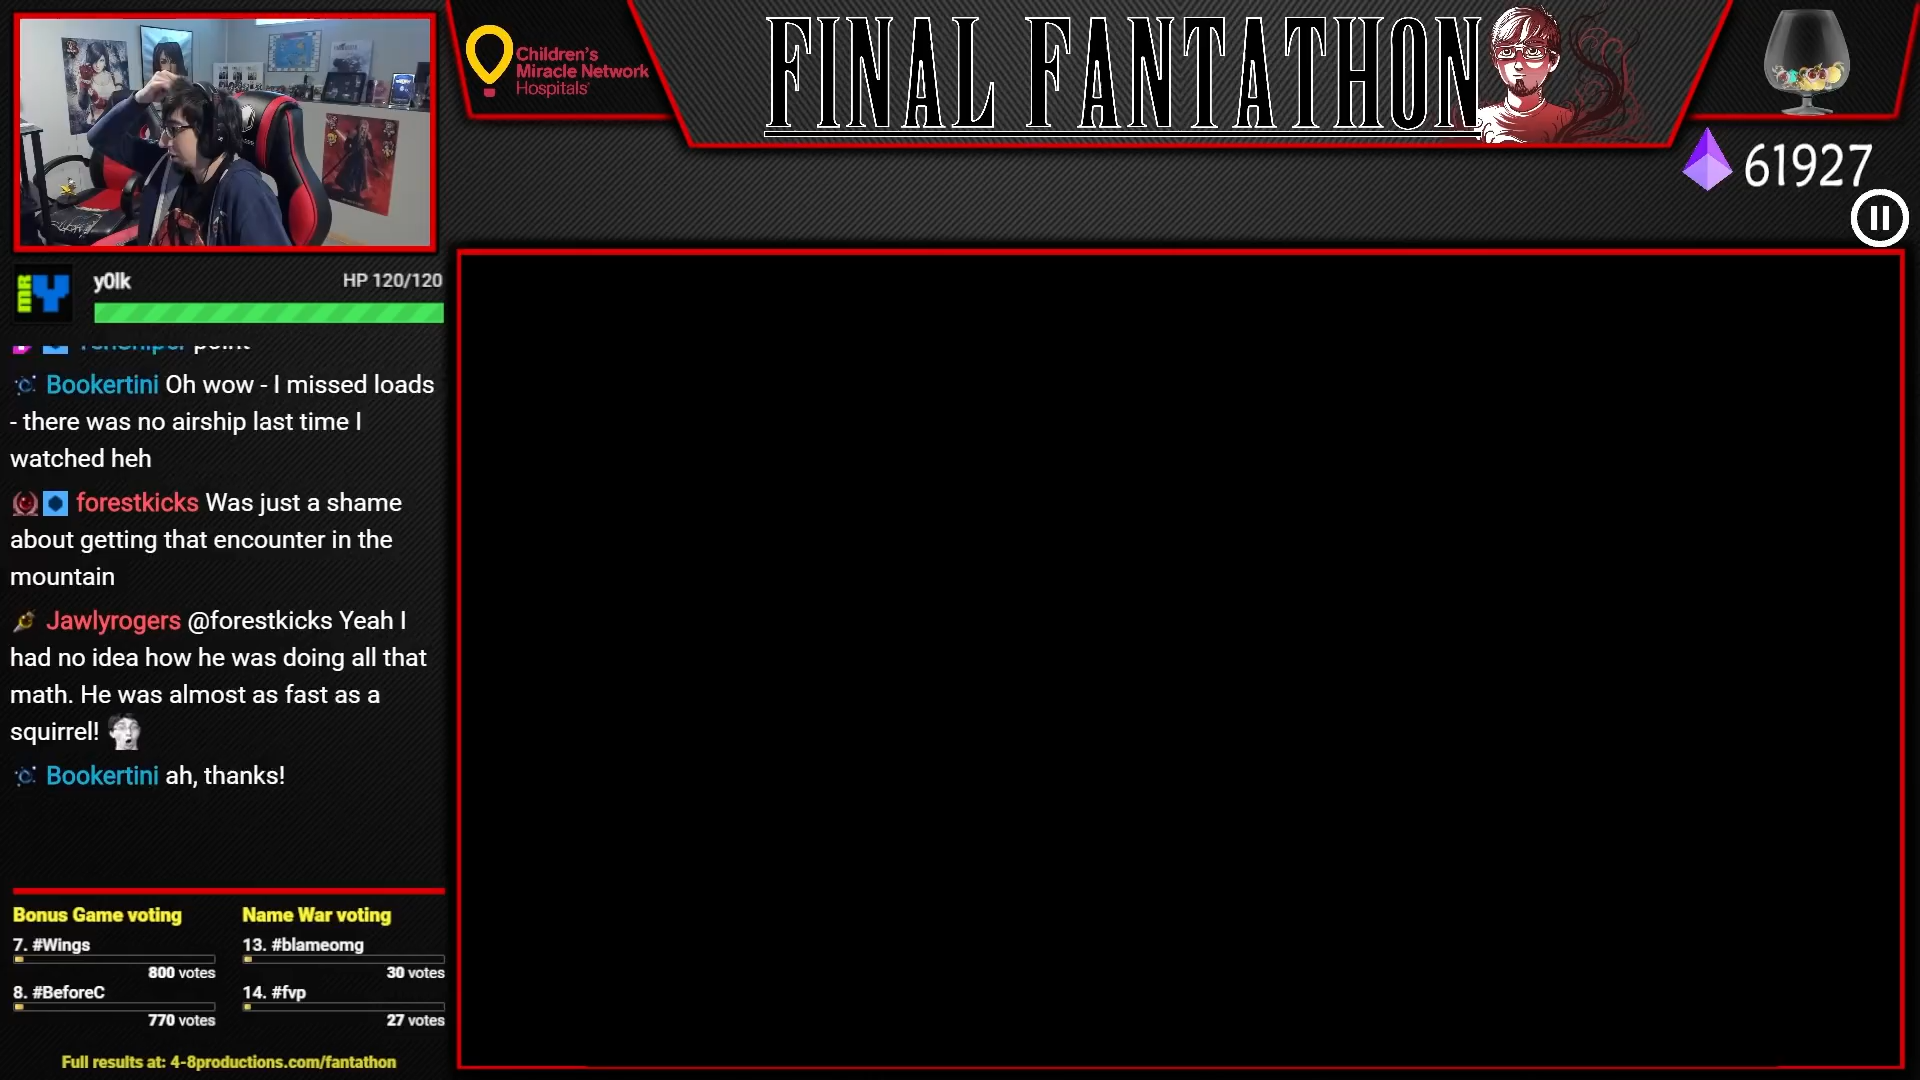 Children's
Miracle Network
Hospitals
FINAL FANTATHON
61927
MR Y
y0lk
HP 120/120
point
Bookertini Oh wow - I missed loads
- there was no airship last time I
watched heh
forestkicks Was just a shame
about getting that encounter in the
mountain
Jawlyrogers @forestkicks Yeah I
had no idea how he was doing all that
math. He was almost as fast as a
squirrel!
Bookertini ah, thanks!
Bonus Game voting
7. #Wings
800 votes
8. #BeforeC
770 votes
Name War voting
13. #blameomg
30 votes
14. #fvp
27 votes
Full results at: 4-8productions.com/fantathon